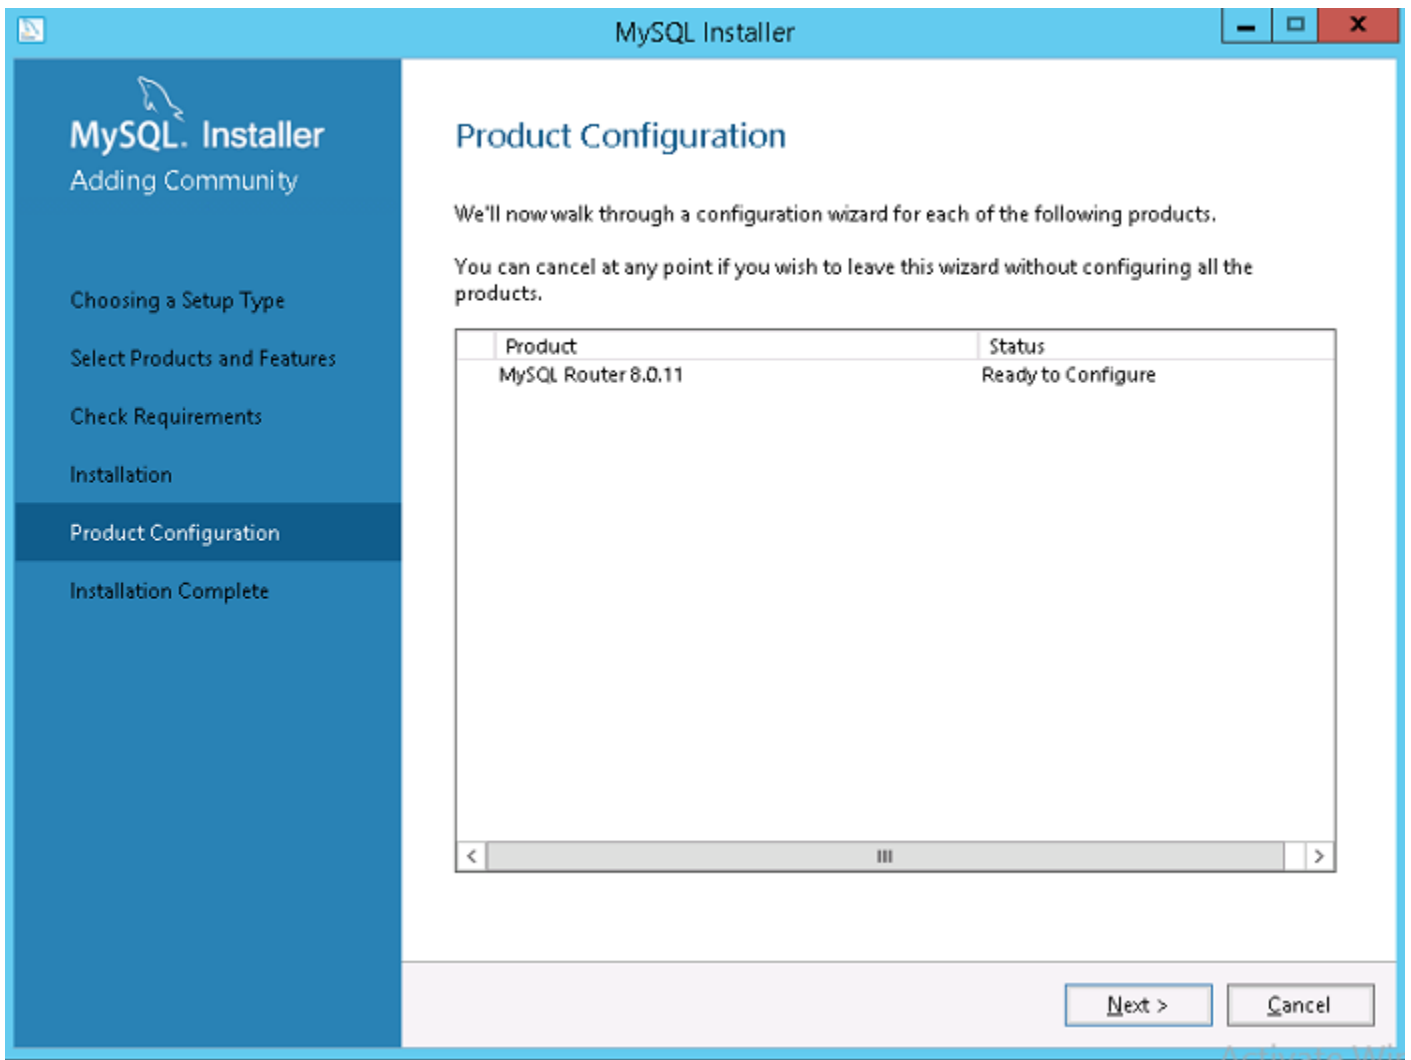 MySQL Installer
MySQL. Installer
Adding Community
Choosing a Setup Type
Select Products and Features
Check Requirements
Installation
Product Configuration
Installation Complete
Product Configuration
We'll now walk through a configuration wizard for each of the following products.
You can cancel at any point if you wish to leave this wizard without configuring all the
products.
Product Status
MySQL Router 8.0.11 Ready to Configure
Next > Cancel